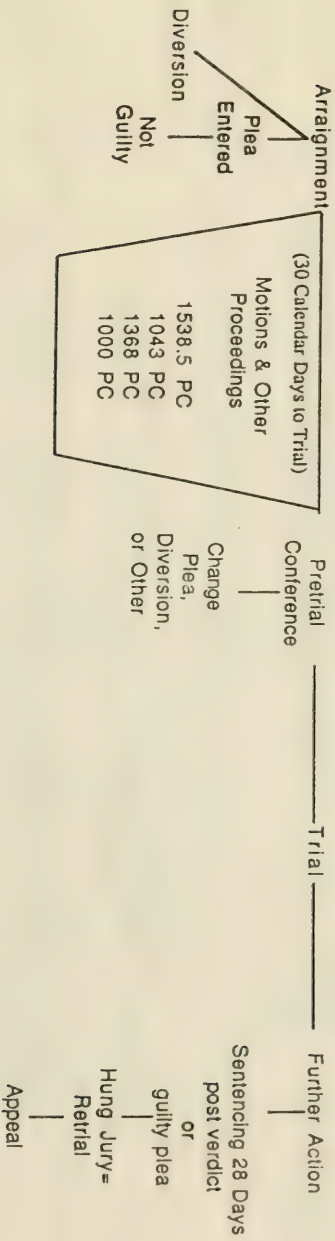 Arraignment
Plea
Entered
Diversion
Not
Guilty
(30 Calendar Days to Trial)
Motions & Other
Proceedings
1538.5 PC
1043 PC
1368 PC
1000 PC
Pretrial
Conference
Change
Plea,
Diversion,
or Other
Trial
Further Action
Sentencing 28 Days
post verdict
or
guilty plea
Hung Jury=
Retrial
Appeal